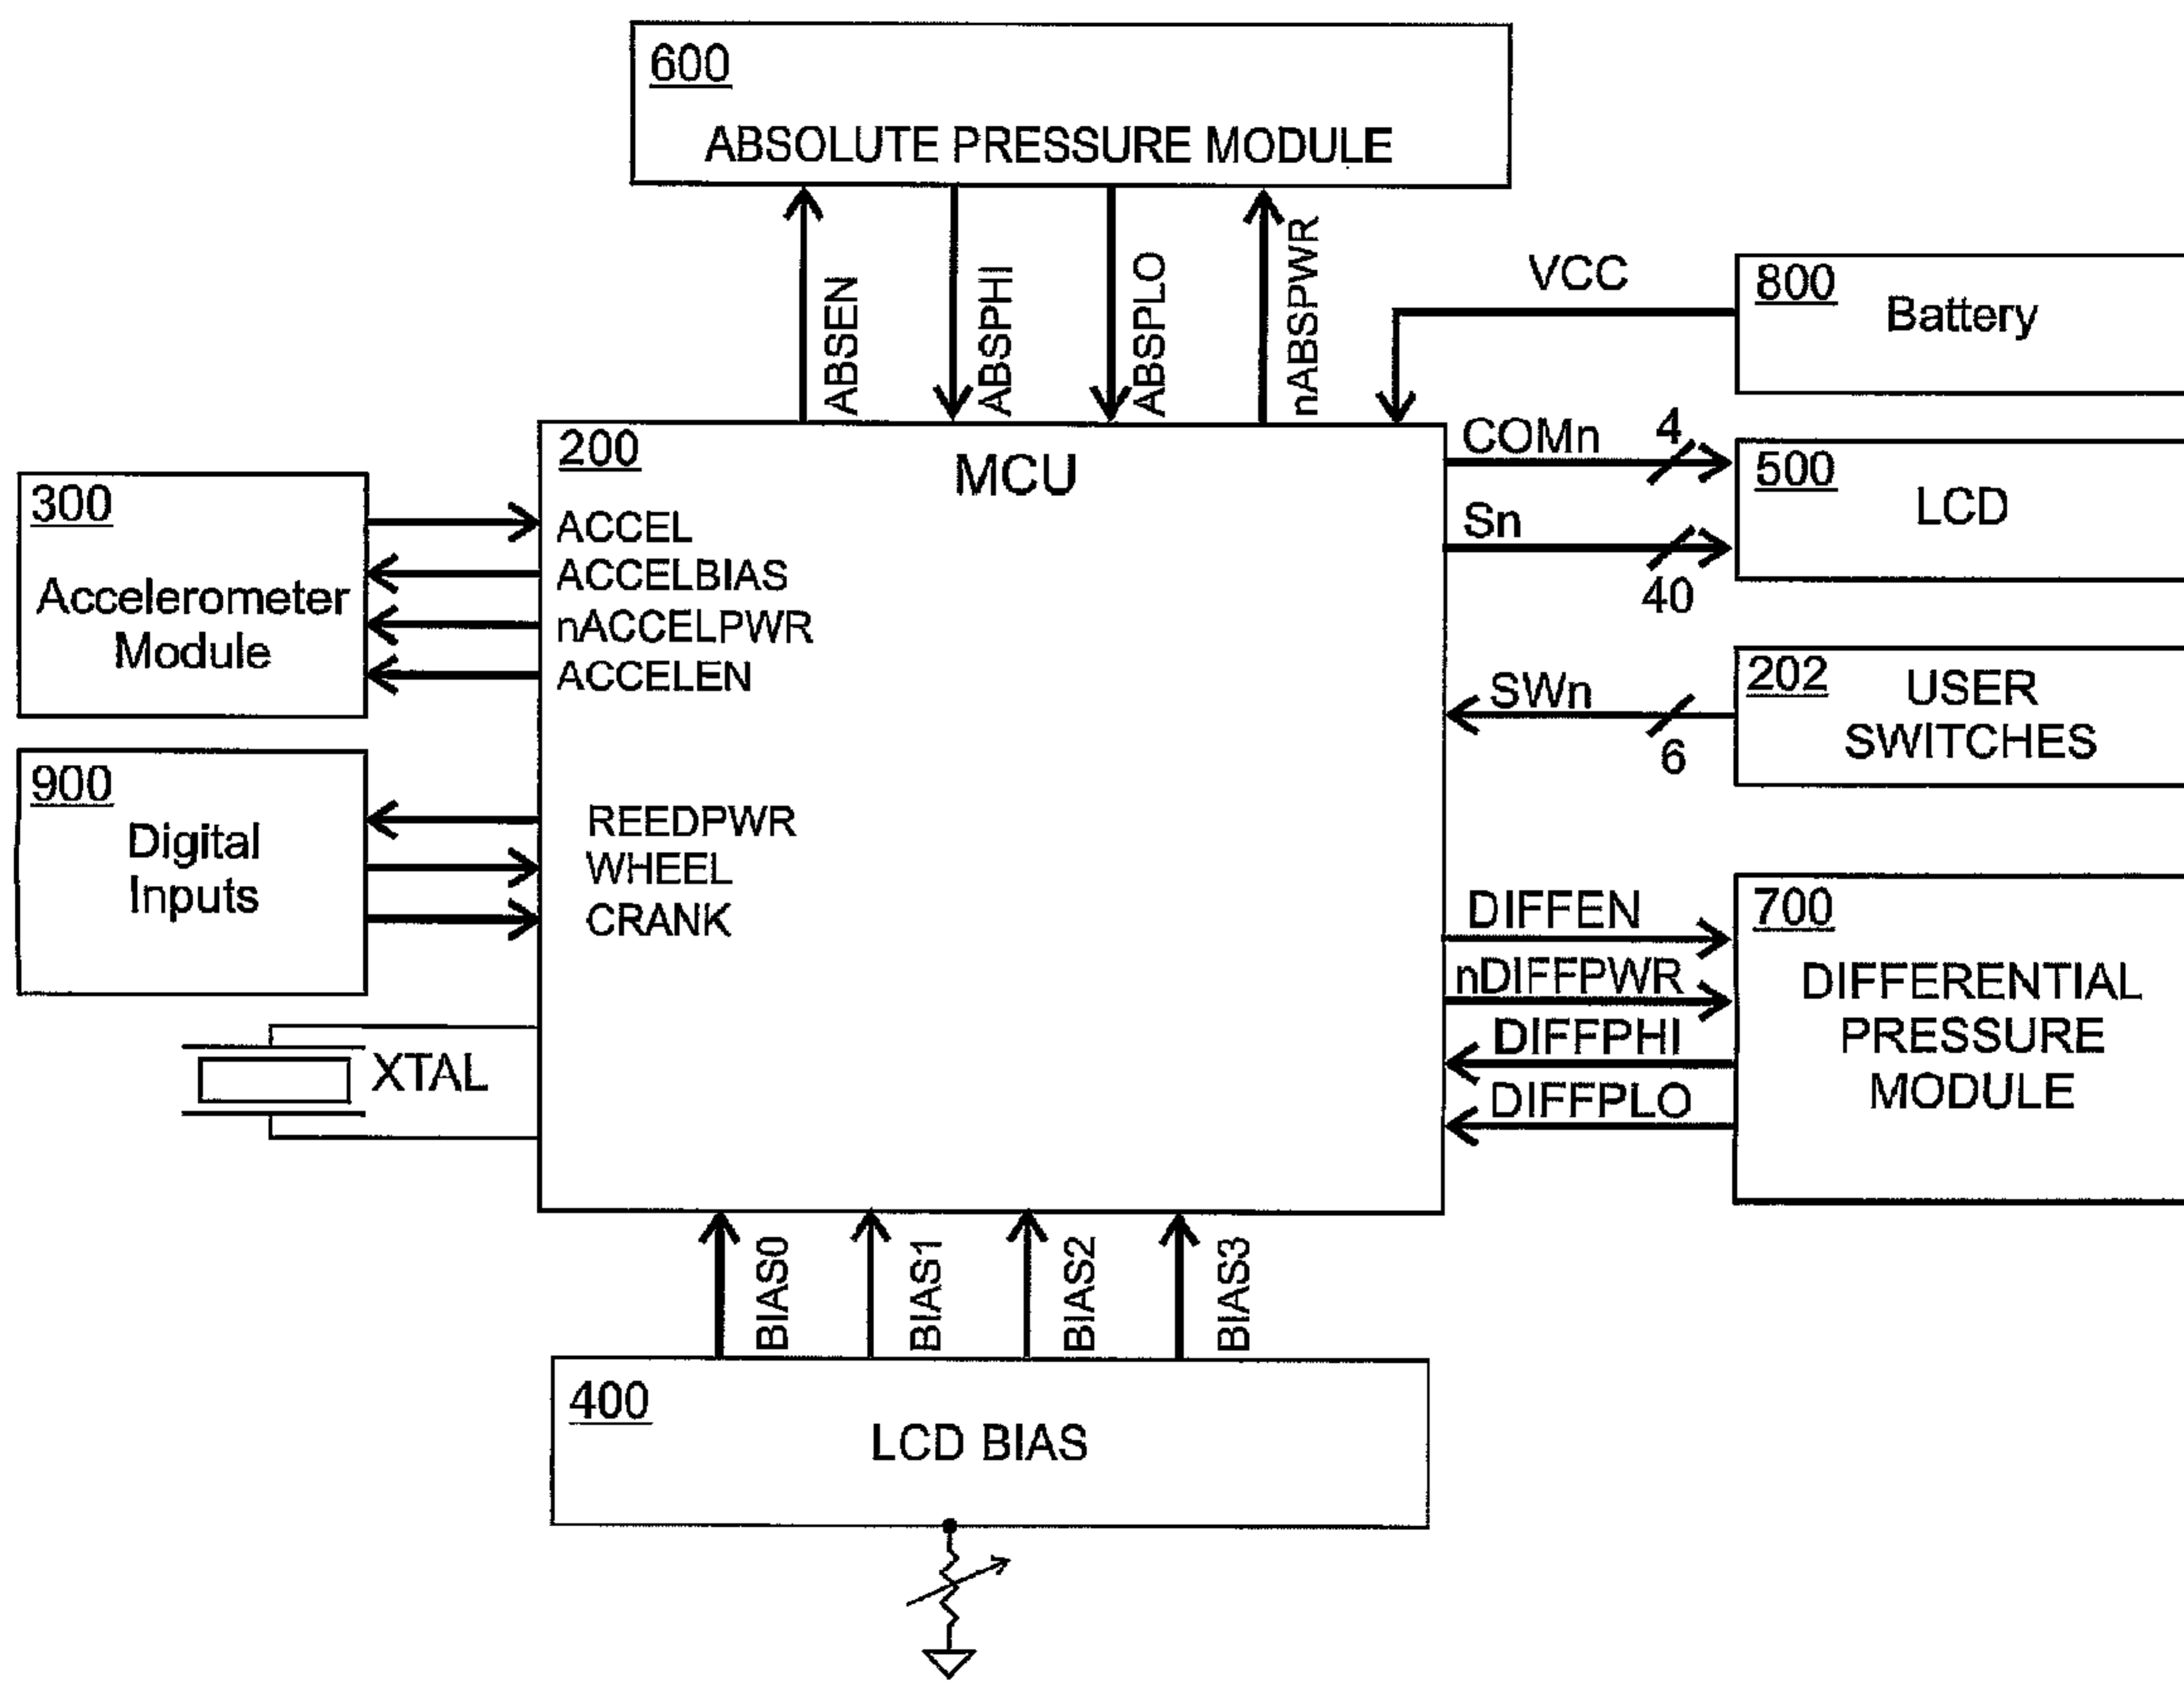 600
ABSOLUTE PRESSURE MODULE
ABSEN
ABSPHI
ABSPLO
nABSPWR
VCC
800
Battery
200
MCU
COMn
4
500
LCD
Sn
40
300
Accelerometer
Module
ACCEL
ACCELBIAS
nACCELPWR
ACCELEN
SWn
6
202
USER
SWITCHES
900
Digital
Inputs
REEDPWR
WHEEL
CRANK
DIFFEN
nDIFFPWR
DIFFPHI
DIFFPLO
700
DIFFERENTIAL
PRESSURE
MODULE
XTAL
BIAS0
BIAS1
BIAS2
BIAS3
400
LCD BIAS